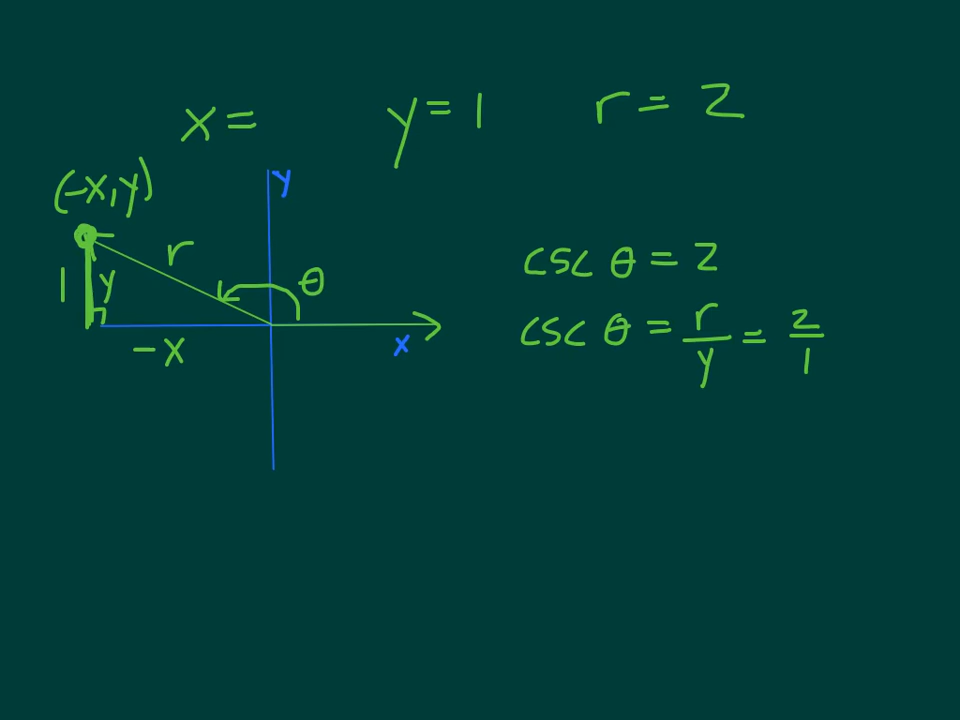 x= y=1 r=2
(-x,y)
y
r
θ
1 y
-x
x
csc θ = 2
csc θ = r/y = 2/1